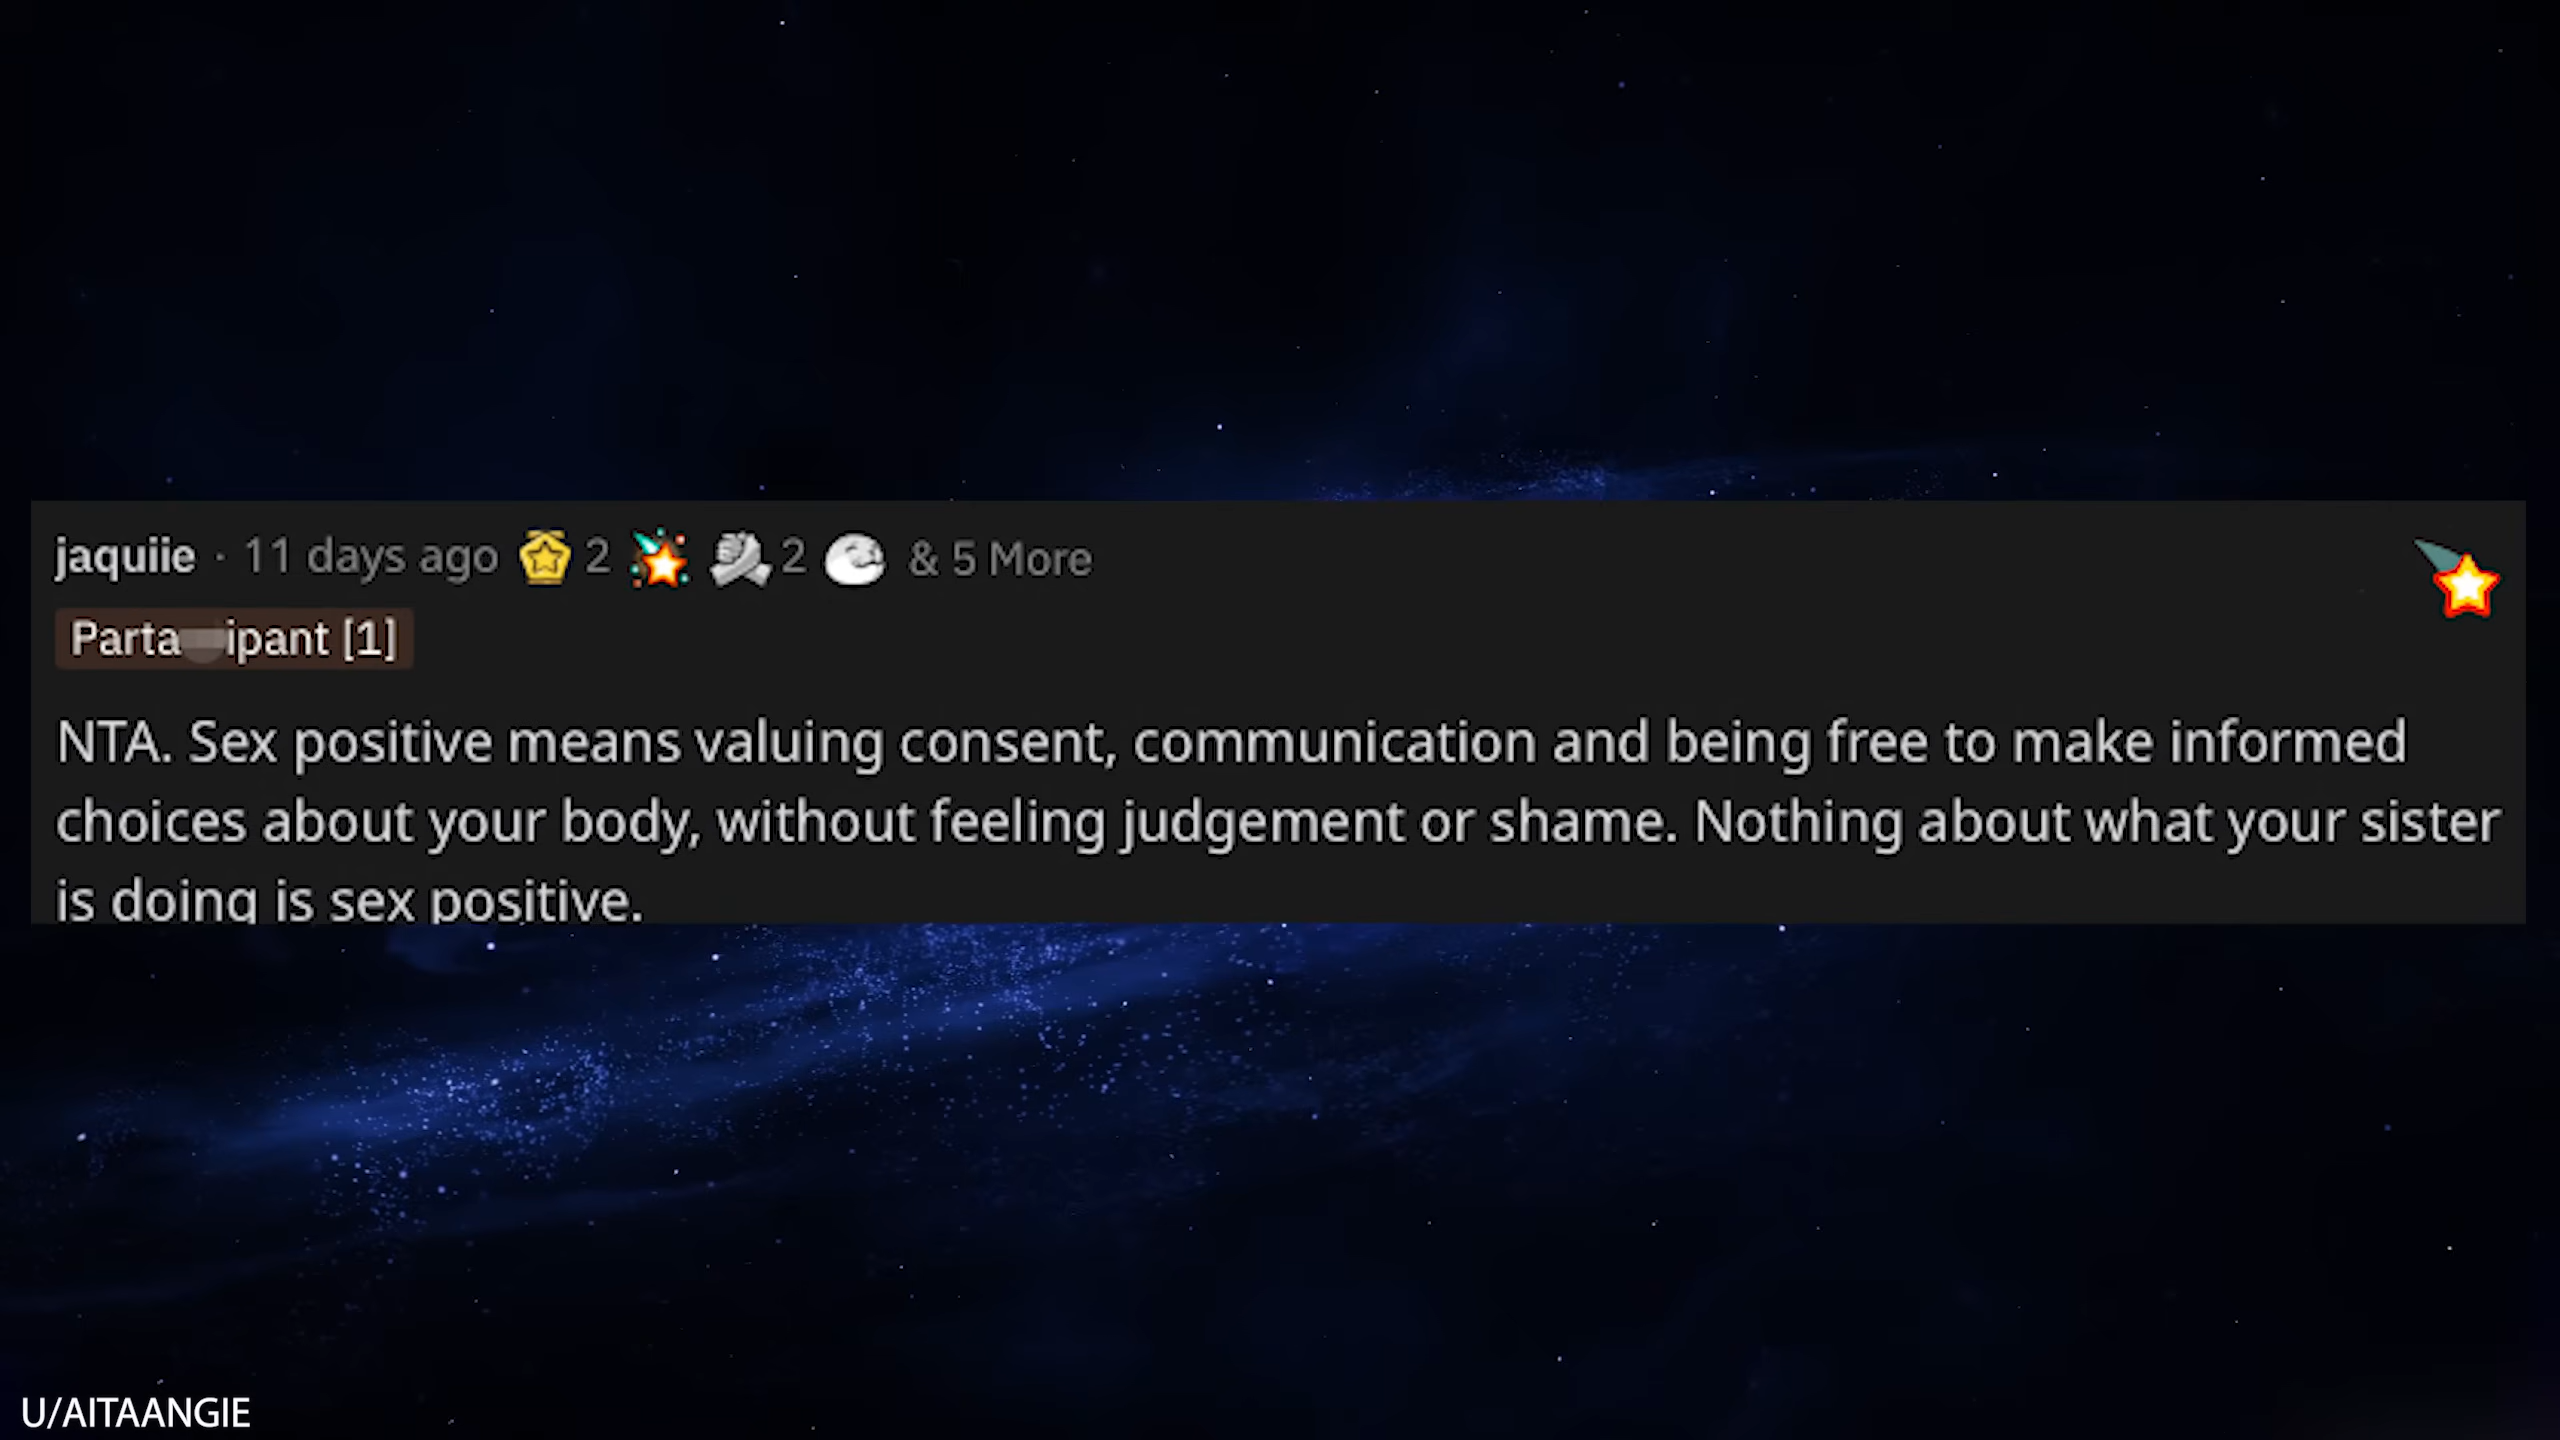 jaquiie · 11 days ago 2 2 & 5 More
Parta ipant [1]
NTA. Sex positive means valuing consent, communication and being free to make informed
choices about your body, without feeling judgement or shame. Nothing about what your sister
is doing is sex positive.
U/AITAANGIE